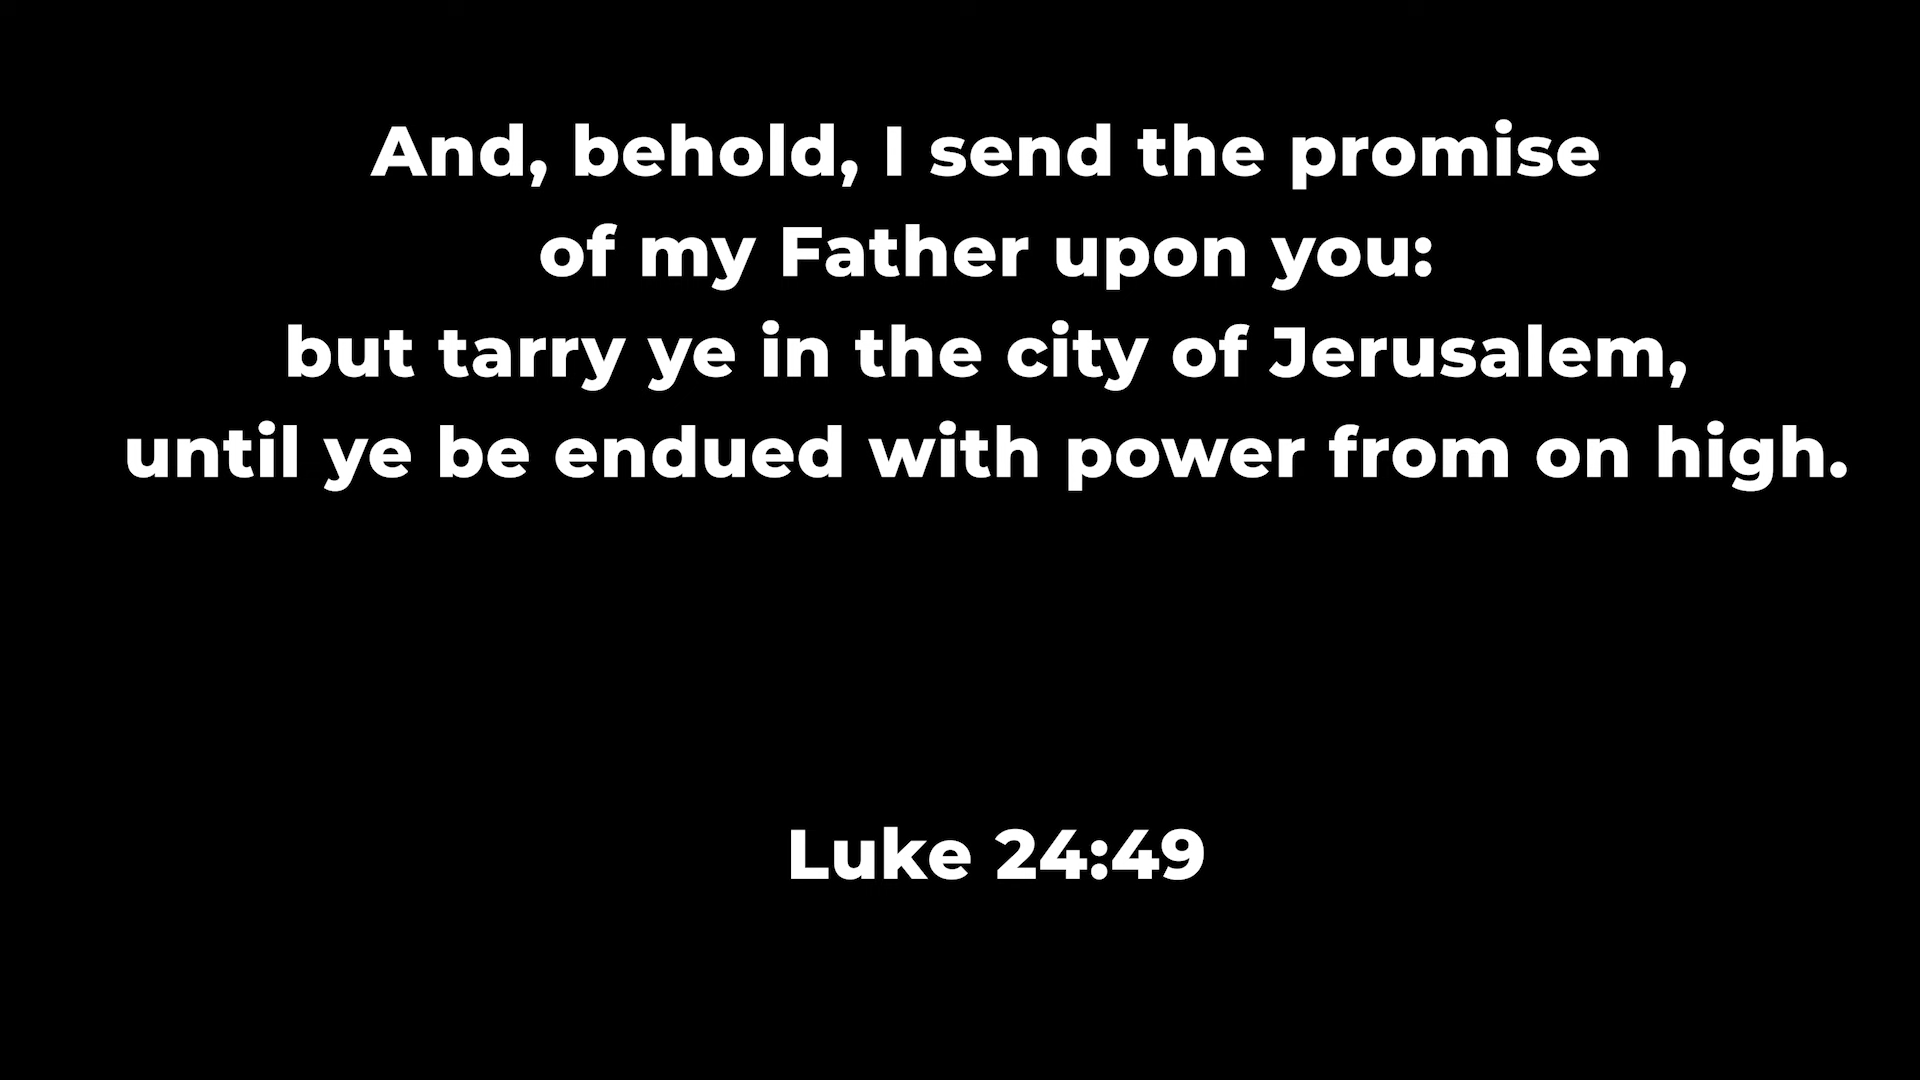 And, behold, I send the promise
of my Father upon you:
but tarry ye in the city of Jerusalem,
until ye be endued with power from on high.
Luke 24:49